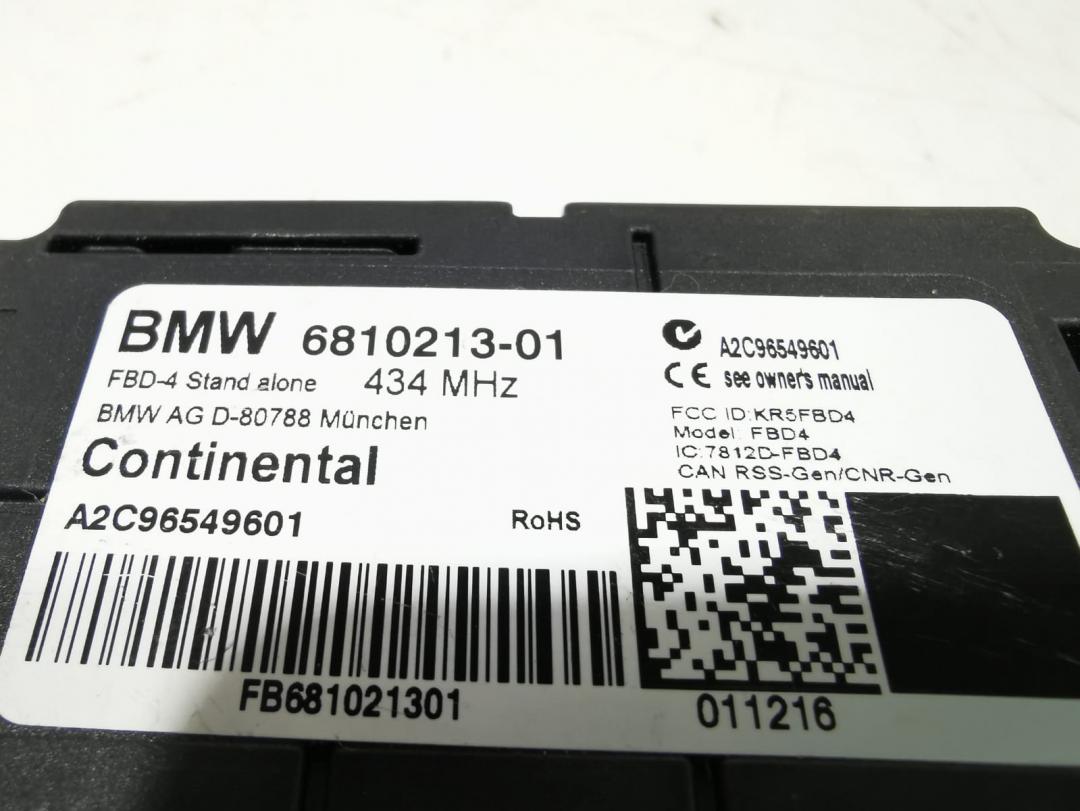 BMW 6810213-01
FBD-4 Stand alone 434 MHz
BMW AG D-80788 München
Continental
A2C96549601
RoHS
FB681021301
A2C96549601
CE see owner's manual
FCC ID:KR5FBD4
Model: FBD4
IC:7812D-FBD4
CAN RSS-Gen/CNR-Gen
011216